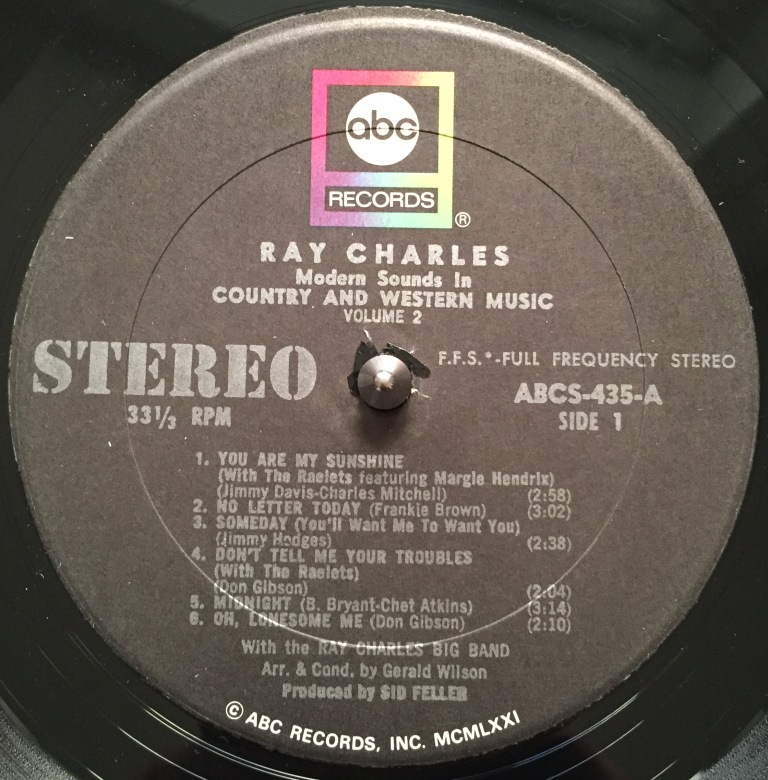 abc
RECORDS
®
RAY CHARLES
Modern Sounds In
COUNTRY AND WESTERN MUSIC
VOLUME 2
STEREO
33 1/3 RPM
F.F.S.*-FULL FREQUENCY STEREO
ABCS-435-A
SIDE 1
1. YOU ARE MY SUNSHINE
(With The Raelets featuring Margie Hendrix)
(Jimmy Davis-Charles Mitchell) (2:58)
2. NO LETTER TODAY (Frankie Brown) (3:02)
3. SOMEDAY (You'll Want Me To Want You)
(Jimmy Hodges) (2:38)
4. DON'T TELL ME YOUR TROUBLES
(With The Raelets)
(Don Gibson) (2:04)
5. MIDNIGHT (B. Bryant-Chet Atkins) (3:14)
6. OH, LONESOME ME (Don Gibson) (2:10)
With the RAY CHARLES BIG BAND
Arr. & Cond. by Gerald Wilson
Produced by SID FELLER
© ABC RECORDS, INC. MCMLXXI